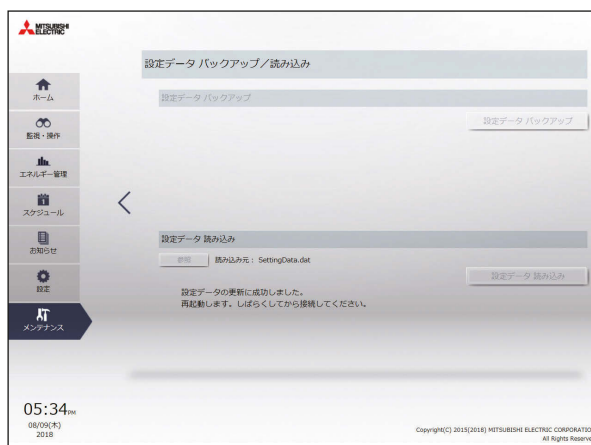 MITSUBISHI
ELECTRIC
設定データ バックアップ／読み込み
ホーム
監視・操作
エネルギー管理
スケジュール
お知らせ
設定
メンテナンス
設定データ バックアップ
設定データ バックアップ
設定データ 読み込み
参照 読み込み元： SettingData.dat
設定データ 読み込み
設定データの更新に成功しました。
再起動します。しばらくしてから接続してください。
05:34PM
08/09(木)
2018
Copyright(C) 2015(2018) MITSUBISHI ELECTRIC CORPORATIO
All Rights Reserve